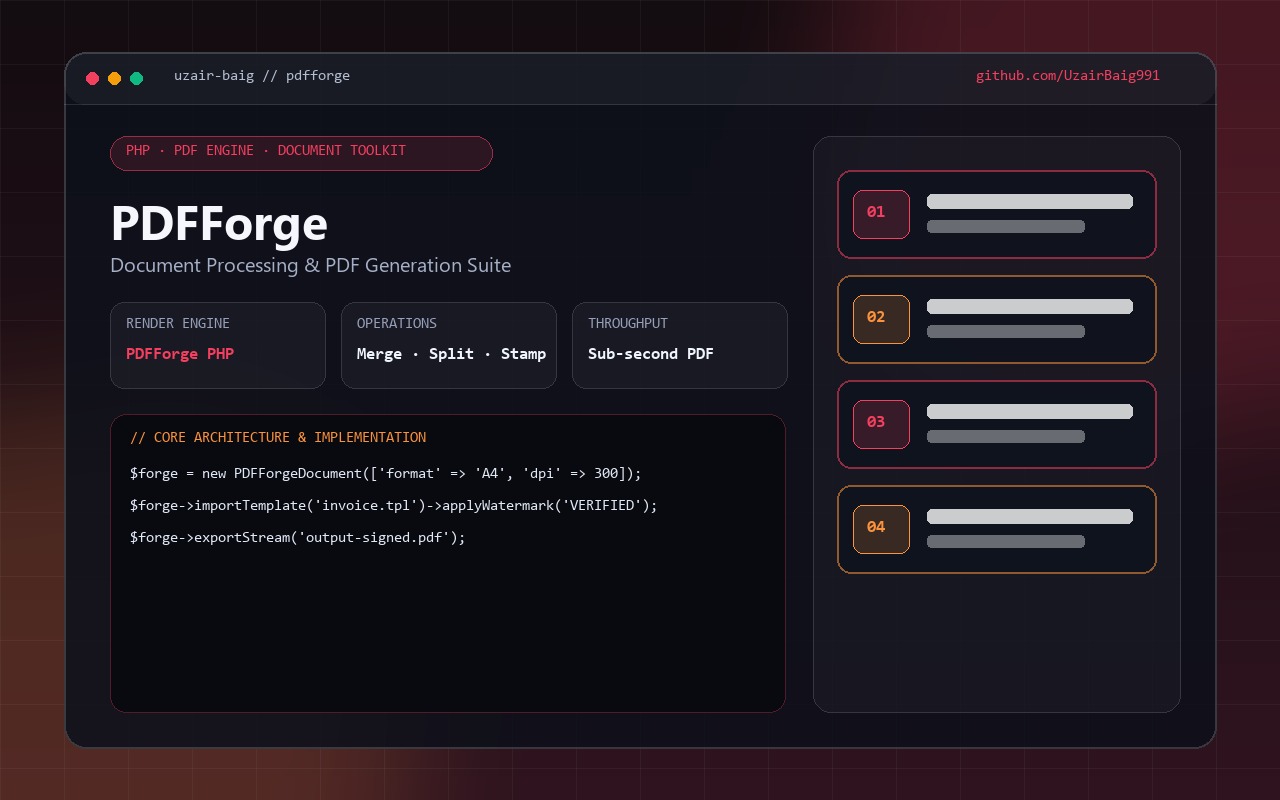 uzair-baig // pdfforge
github.com/UzairBaig991
PHP · PDF ENGINE · DOCUMENT TOOLKIT
PDFForge
Document Processing & PDF Generation Suite
RENDER ENGINE
PDFForge PHP
OPERATIONS
Merge · Split · Stamp
THROUGHPUT
Sub-second PDF
// CORE ARCHITECTURE & IMPLEMENTATION
$forge = new PDFForgeDocument(['format' => 'A4', 'dpi' => 300]);
$forge->importTemplate('invoice.tpl')->applyWatermark('VERIFIED');
$forge->exportStream('output-signed.pdf');
01
02
03
04